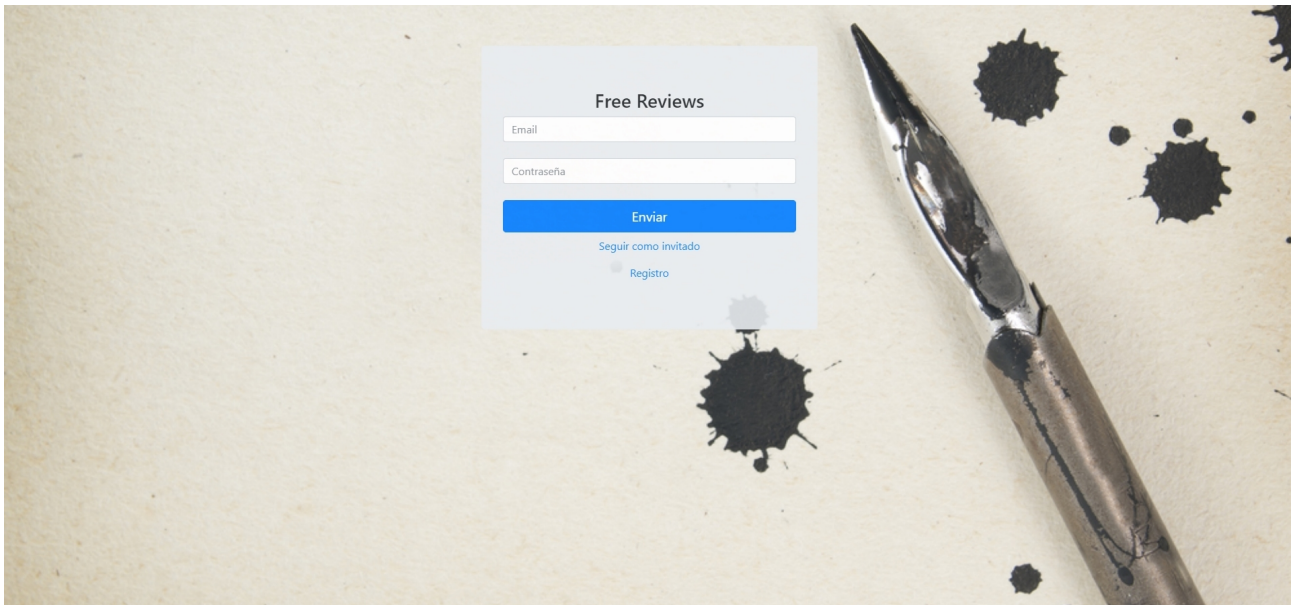 Free Reviews
Email
Contraseña
Enviar
Seguir como invitado
Registro